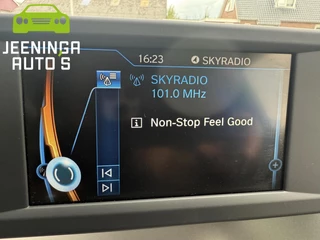 JEENINGA
AUTO'S
16:23
SKYRADIO
SKYRADIO
101.0 MHz
i Non-Stop Feel Good